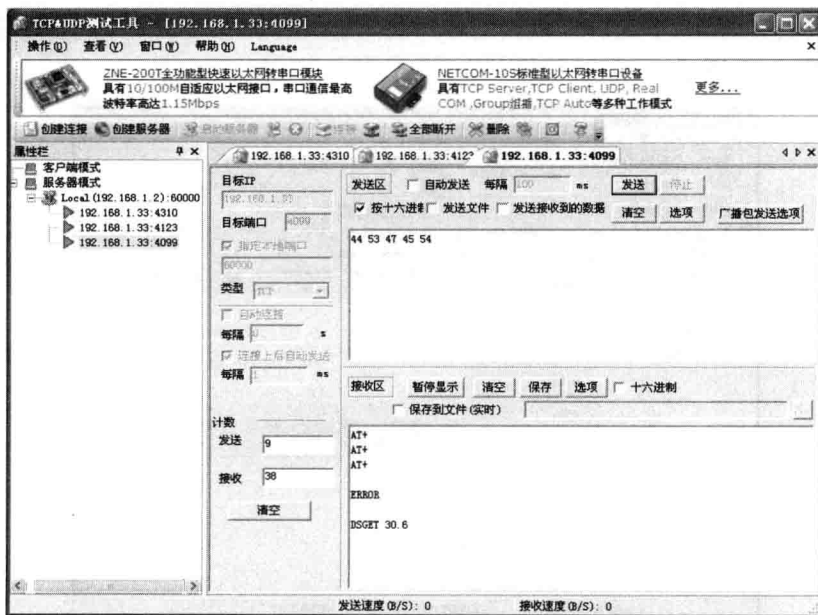 TCP&UDP测试工具 - [192.168.1.33:4099]
操作(O) 查看(V) 窗口(W) 帮助(H) Language
ZNE-200T全功能型快速以太网转串口模块
具有10/100M自适应以太网接口，串口通信最高
波特率高达1.15Mbps
NETCOM-10S标准型以太网转串口设备
具有TCP Server,TCP Client, UDP, Real
COM ,Group组播,TCP Auto等多种工作模式
更多...
创建连接 创建服务器 启动服务器 连接 全部断开 删除
属性栏
客户端模式
服务器模式
Local(192.168.1.2):60000
192.168.1.33:4310
192.168.1.33:4123
192.168.1.33:4099
192.168.1.33:4310 192.168.1.33:4123 192.168.1.33:4099
目标IP
目标端口 4099
指定本地端口
60000
类型 TCP
自动连接
每隔 0 s
连接上后自动发送
每隔 1 ms
计数
发送 9
接收 38
清空
发送区 自动发送 每隔 100 ms 发送 停止
按十六进制 发送文件 发送接收到的数据 清空 选项 广播包发送选项
44 53 47 45 54
接收区 暂停显示 清空 保存 选项 十六进制
保存到文件(实时)
AT+
AT+
AT+
ERROR
DSGET 30.6
发送速度(B/S): 0 接收速度(B/S): 0